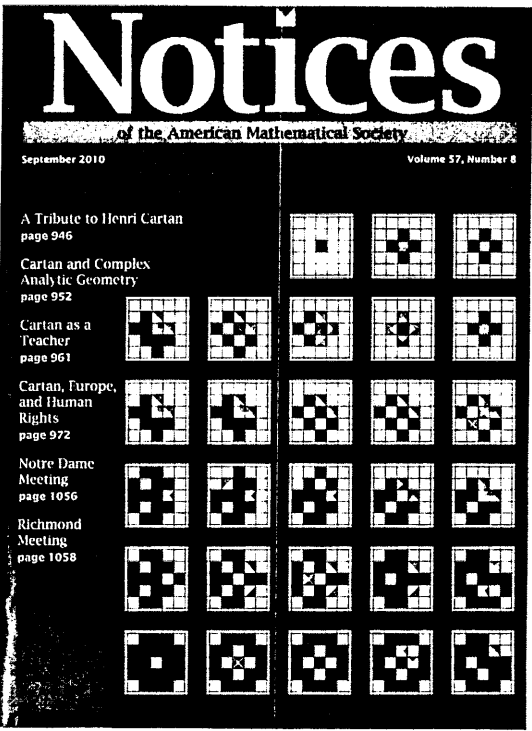 Notices
of the American Mathematical Society
September 2010
Volume 57, Number 8
A Tribute to Henri Cartan
page 946
Cartan and Complex
Analytic Geometry
page 952
Cartan as a
Teacher
page 961
Cartan, Europe,
and Human
Rights
page 972
Notre Dame
Meeting
page 1056
Richmond
Meeting
page 1058